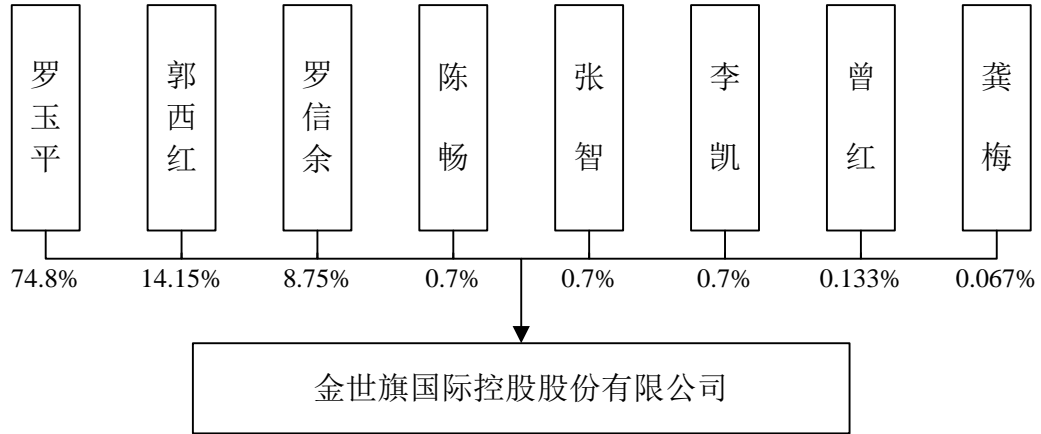 罗玉平
郭西红
罗信余
陈畅
张智
李凯
曾红
龚梅
74.8%
14.15%
8.75%
0.7%
0.7%
0.7%
0.133%
0.067%
金世旗国际控股股份有限公司